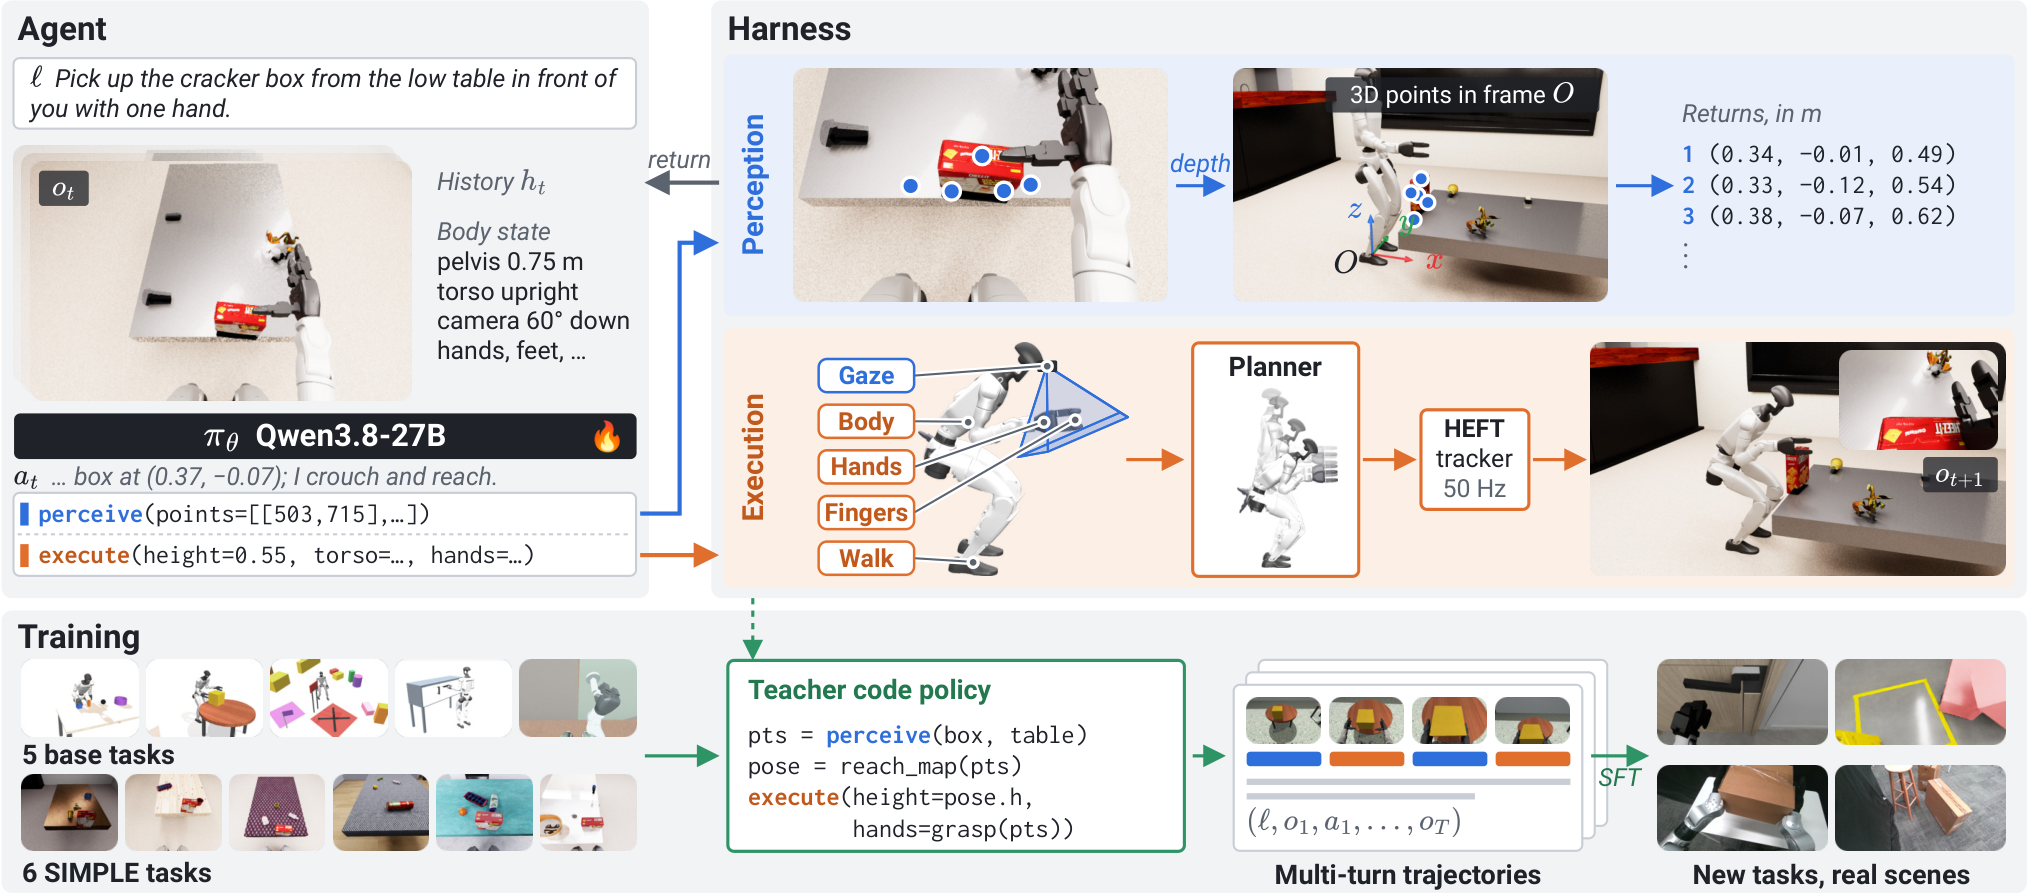 Agent
ℓ Pick up the cracker box from the low table in front of
you with one hand.
o_t
History h_t
Body state
pelvis 0.75 m
torso upright
camera 60° down
hands, feet, ...
π_θ Qwen3.8-27B
a_t ... box at (0.37, −0.07); I crouch and reach.
perceive(points=[[503,715],…])
execute(height=0.55, torso=…, hands=…)
return
Harness
Perception
depth
3D points in frame O
z
y
x
O
Returns, in m
1 (0.34, −0.01, 0.49)
2 (0.33, −0.12, 0.54)
3 (0.38, −0.07, 0.62)
⋮
Execution
Gaze
Body
Hands
Fingers
Walk
Planner
HEFT
tracker
50 Hz
o_{t+1}
Training
5 base tasks
6 SIMPLE tasks
Teacher code policy
pts = perceive(box, table)
pose = reach_map(pts)
execute(height=pose.h,
hands=grasp(pts))
(ℓ, o_1, a_1, . . . , o_T)
Multi-turn trajectories
SFT
New tasks, real scenes